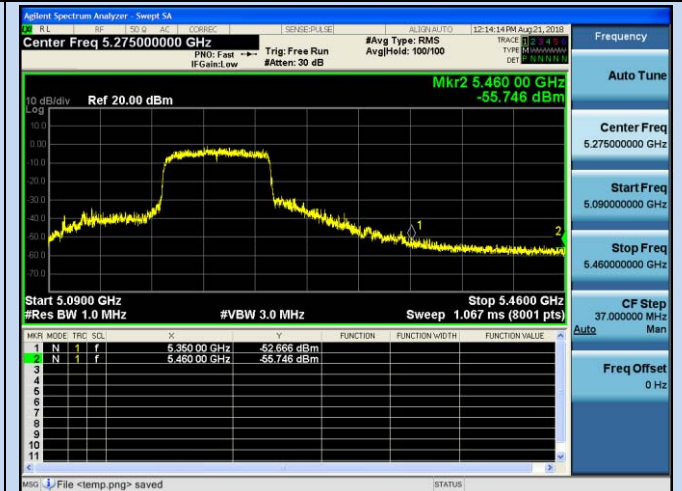 Agilent Spectrum Analyzer - Swept SA
RL RF 50 Ω AC CORREC SENSE:PULSE ALIGN AUTO 12:14:14 PM Aug 21, 2018
Center Freq 5.275000000 GHz
PNO: Fast
IFGain:Low
Trig: Free Run
#Atten: 30 dB
#Avg Type: RMS
Avg|Hold: 100/100
TRACE 1 2 3 4 5 6
TYPE M
DET P N N N N N
Mkr2 5.460 00 GHz
-55.746 dBm
10 dB/div Ref 20.00 dBm
Log
10.0
0.00
-10.0
-20.0
-30.0
-40.0
-50.0
-60.0
-70.0
1
2
Start 5.0900 GHz Stop 5.4600 GHz
#Res BW 1.0 MHz #VBW 3.0 MHz Sweep 1.067 ms (8001 pts)
MKR MODE TRC SCL X Y FUNCTION FUNCTION WIDTH FUNCTION VALUE
1 N 1 f 5.350 00 GHz -52.666 dBm
2 N 1 f 5.460 00 GHz -55.746 dBm
3
4
5
6
7
8
9
10
11
MSG File <temp.png> saved STATUS
Frequency
Auto Tune
Center Freq
5.275000000 GHz
Start Freq
5.090000000 GHz
Stop Freq
5.460000000 GHz
CF Step
37.000000 MHz
Auto Man
Freq Offset
0 Hz